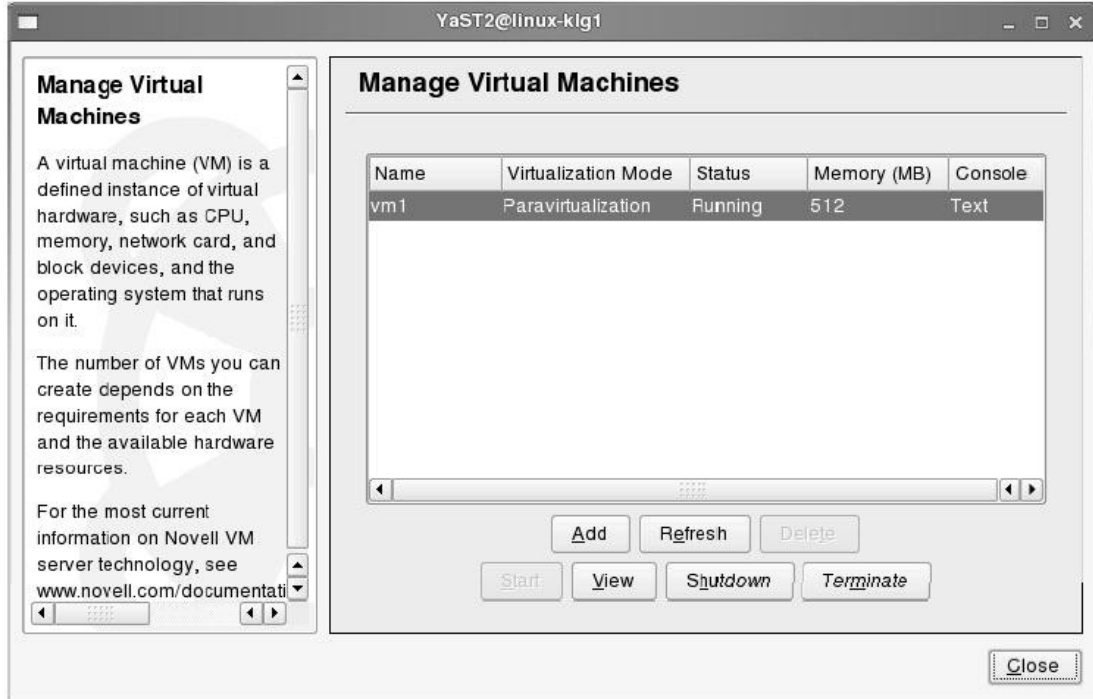 YaST2@linux-klg1
Manage Virtual
Machines
A virtual machine (VM) is a
defined instance of virtual
hardware, such as CPU,
memory, network card, and
block devices, and the
operating system that runs
on it.
The number of VMs you can
create depends on the
requirements for each VM
and the available hardware
resources.
For the most current
information on Novell VM
server technology, see
www.novell.com/documentati
Manage Virtual Machines
Name Virtualization Mode Status Memory (MB) Console
vm1 Paravirtualization Running 512 Text
Add Refresh Delete
Start View Shutdown Terminate
Close